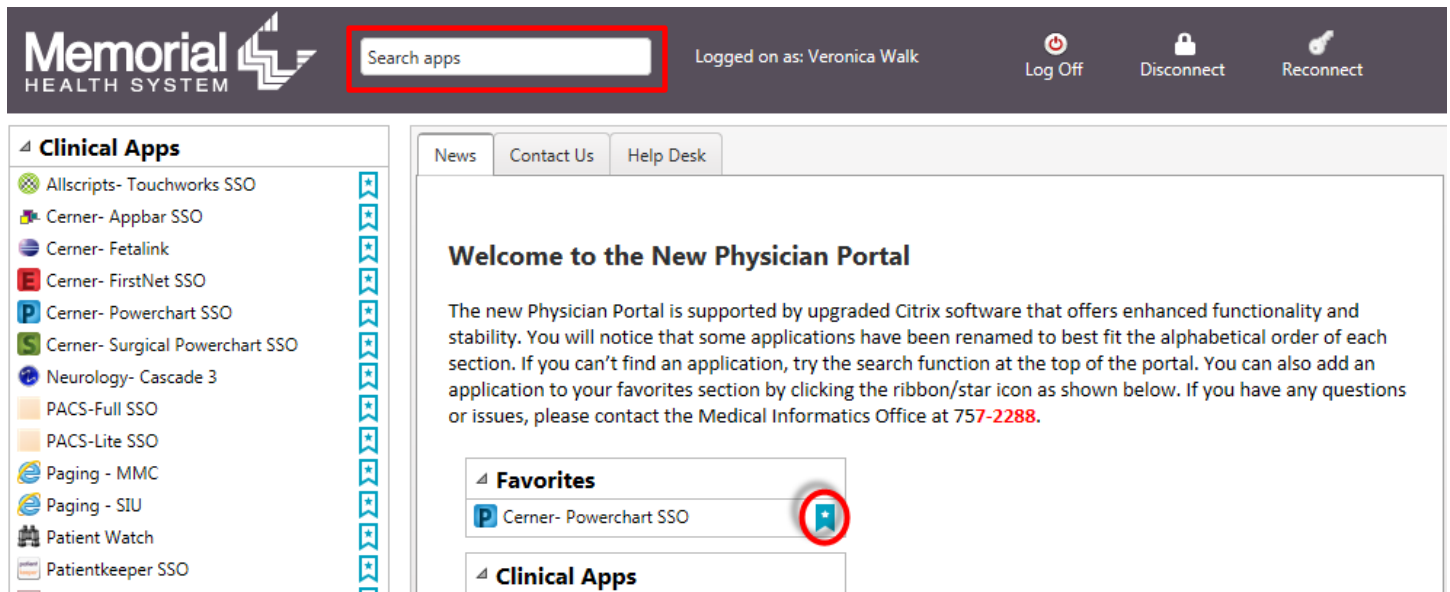 Memorial
HEALTH SYSTEM
Search apps
Logged on as: Veronica Walk
Log Off
Disconnect
Reconnect
Clinical Apps
Allscripts- Touchworks SSO
Cerner- Appbar SSO
Cerner- Fetalink
E Cerner- FirstNet SSO
P Cerner- Powerchart SSO
S Cerner- Surgical Powerchart SSO
Neurology- Cascade 3
PACS-Full SSO
PACS-Lite SSO
Paging - MMC
Paging - SIU
Patient Watch
Patientkeeper SSO
News
Contact Us
Help Desk
Welcome to the New Physician Portal
The new Physician Portal is supported by upgraded Citrix software that offers enhanced functionality and
stability. You will notice that some applications have been renamed to best fit the alphabetical order of each
section. If you can't find an application, try the search function at the top of the portal. You can also add an
application to your favorites section by clicking the ribbon/star icon as shown below. If you have any questions
or issues, please contact the Medical Informatics Office at 757-2288.
Favorites
P Cerner- Powerchart SSO
Clinical Apps